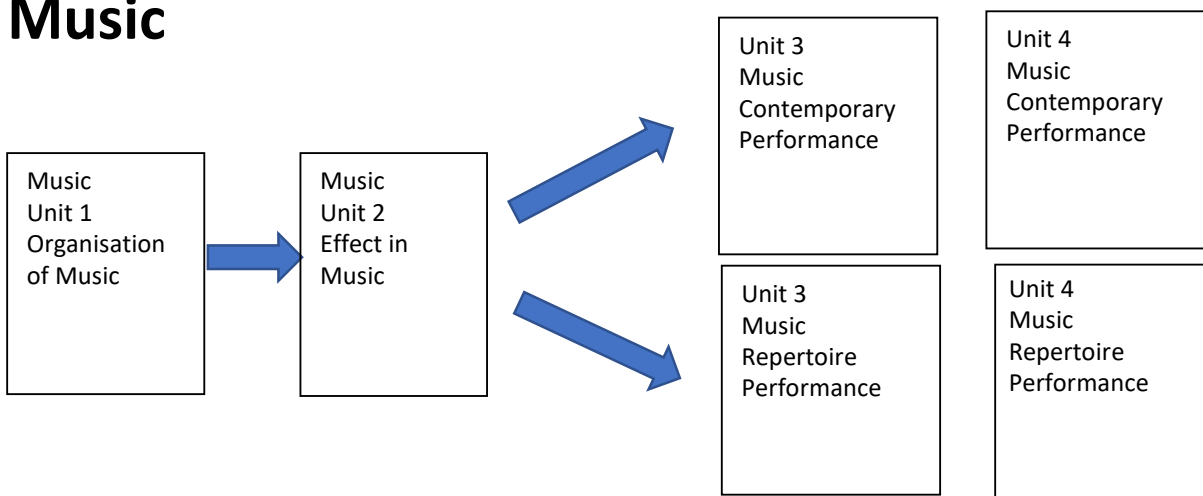 Music
Music
Unit 1
Organisation
of Music
Music
Unit 2
Effect in
Music
Unit 3
Music
Contemporary
Performance
Unit 4
Music
Contemporary
Performance
Unit 3
Music
Repertoire
Performance
Unit 4
Music
Repertoire
Performance